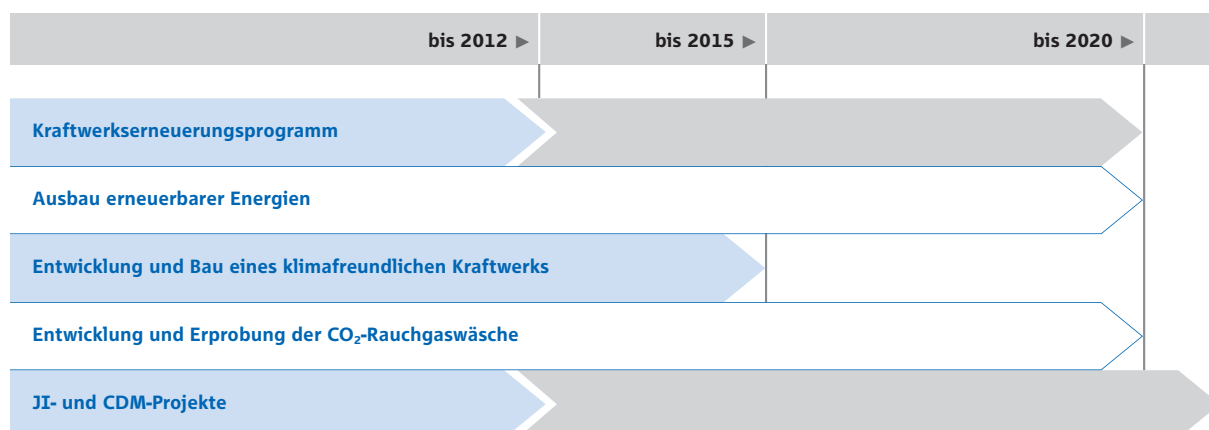 bis 2012 ▶ bis 2015 ▶ bis 2020 ▶
Kraftwerkserneuerungsprogramm
Ausbau erneuerbarer Energien
Entwicklung und Bau eines klimafreundlichen Kraftwerks
Entwicklung und Erprobung der CO₂-Rauchgaswäsche
JI- und CDM-Projekte